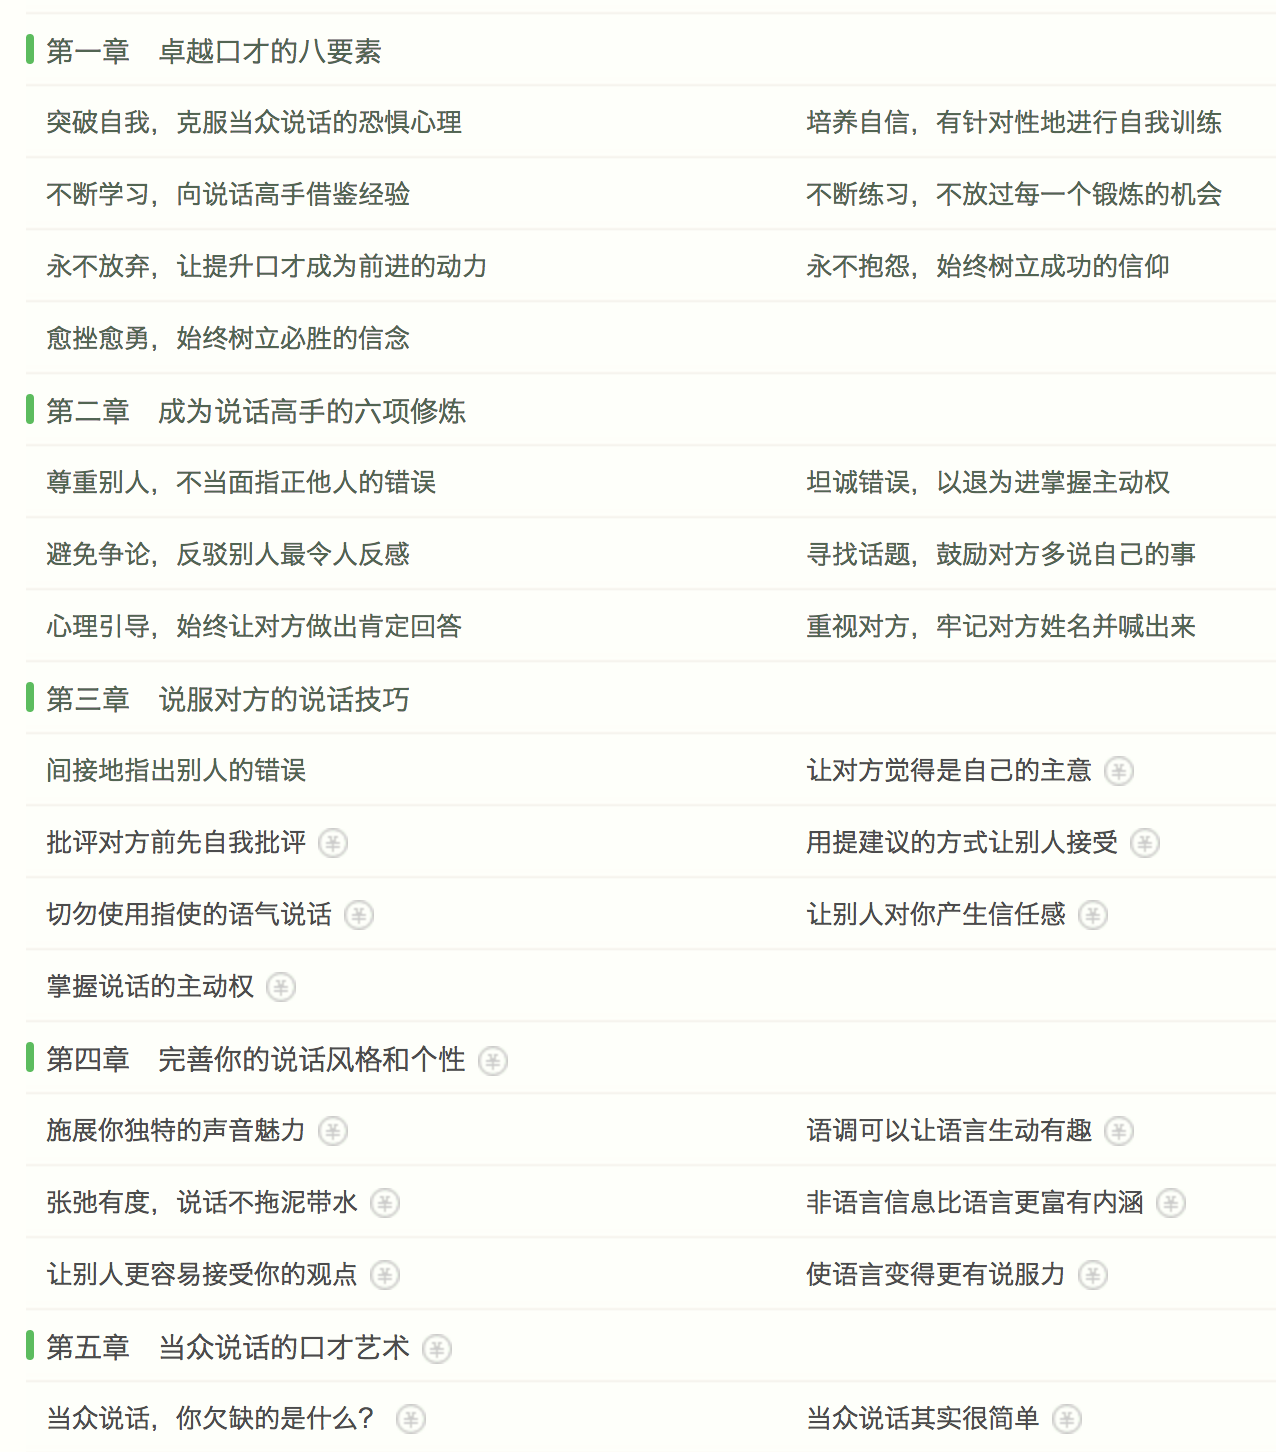 第一章 卓越口才的八要素
突破自我，克服当众说话的恐惧心理
培养自信，有针对性地进行自我训练
不断学习，向说话高手借鉴经验
不断练习，不放过每一个锻炼的机会
永不放弃，让提升口才成为前进的动力
永不抱怨，始终树立成功的信仰
愈挫愈勇，始终树立必胜的信念
第二章 成为说话高手的六项修炼
尊重别人，不当面指正他人的错误
坦诚错误，以退为进掌握主动权
避免争论，反驳别人最令人反感
寻找话题，鼓励对方多说自己的事
心理引导，始终让对方做出肯定回答
重视对方，牢记对方姓名并喊出来
第三章 说服对方的说话技巧
间接地指出别人的错误
让对方觉得是自己的主意 ¥
批评对方前先自我批评 ¥
用提建议的方式让别人接受 ¥
切勿使用指使的语气说话 ¥
让别人对你产生信任感 ¥
掌握说话的主动权 ¥
第四章 完善你的说话风格和个性 ¥
施展你独特的声音魅力 ¥
语调可以让语言生动有趣 ¥
张弛有度，说话不拖泥带水 ¥
非语言信息比语言更富有内涵 ¥
让别人更容易接受你的观点 ¥
使语言变得更有说服力 ¥
第五章 当众说话的口才艺术 ¥
当众说话，你欠缺的是什么？ ¥
当众说话其实很简单 ¥